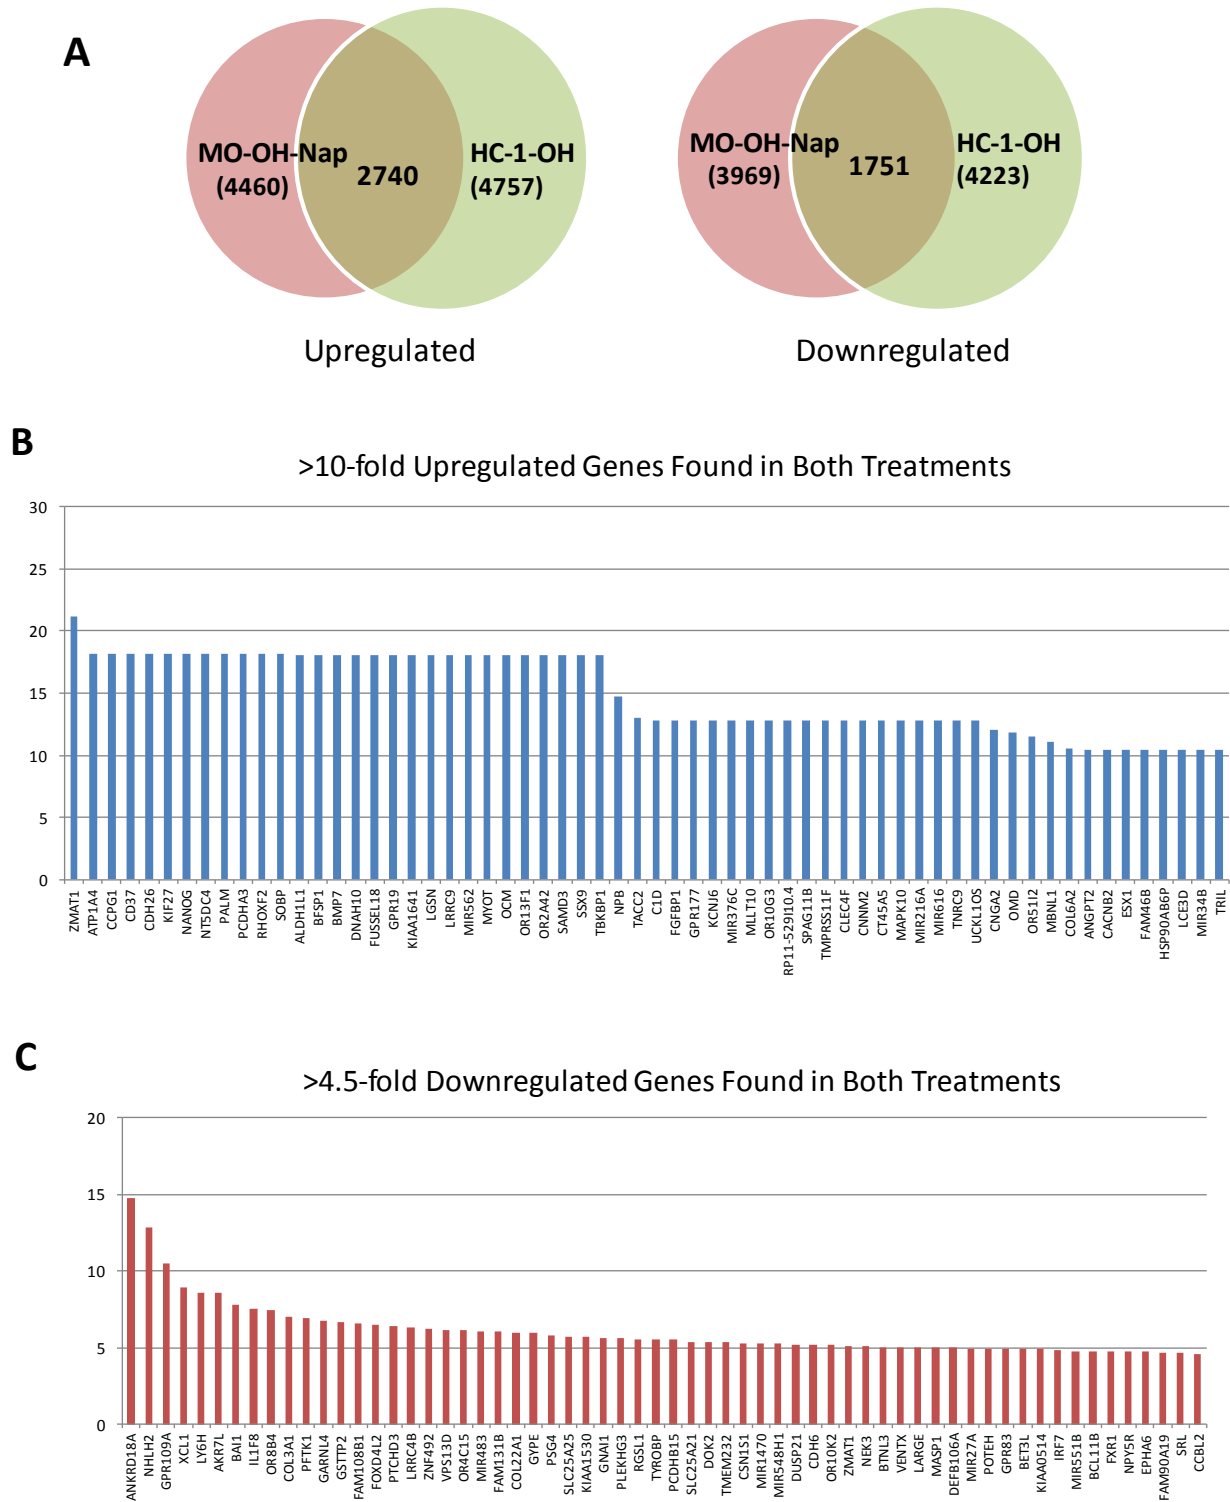 A
MO-OH-Nap
(4460)
2740
HC-1-OH
(4757)
Upregulated
MO-OH-Nap
(3969)
1751
HC-1-OH
(4223)
Downregulated
B
>10-fold Upregulated Genes Found in Both Treatments
30
25
20
15
10
5
0
ZMAT1
ATP1A4
CCPG1
CD37
CDH26
KIF27
NANOG
NT5DC4
PALM
PCDHA3
RHOXF2
SOBP
ALDH1L1
BFSP1
BMP7
DNAH10
FUSSEL18
GPR19
KIAA1641
LGSN
LRRC9
MIR562
MYOT
OCM
OR13F1
OR2A42
SAMD3
SSX9
TBKBP1
NPB
TACC2
C1D
FGFBP1
GPR177
KCNJ6
MIR376C
MLLT10
OR10G3
RP11-529I10.4
SPAG11B
TMPRSS11F
CLEC4F
CNNM2
CT45A5
MAPK10
MIR216A
MIR616
TNRC9
UCKL1OS
CNGA2
OMD
OR51I2
MBNL1
COL6A2
ANGPT2
CACNB2
ESX1
FAM46B
HSP90AB6P
LCE3D
MIR34B
TRIL
C
>4.5-fold Downregulated Genes Found in Both Treatments
20
15
10
5
0
ANKRD18A
NHLH2
GPR109A
XCL1
LY6H
AKR7L
BAI1
IL1F8
OR8B4
COL3A1
PFTK1
GARNL4
GSTTP2
FAM108B1
FOXD4L2
PTCHD3
LRRC4B
ZNF492
VPS13D
OR4C15
MIR483
FAM131B
COL22A1
GYPE
PSG4
SLC25A25
KIAA1530
GNAI1
PLEKHG3
RGSL1
TYROBP
PCDHB15
SLC25A21
DOK2
TMEM232
CSN1S1
MIR1470
MIR548H1
DUSP21
CDH6
OR10K2
ZMAT1
NEK3
BTNL3
VENTX
LARGE
MASP1
DEFB106A
MIR27A
POTEH
GPR83
BET3L
KIAA0514
IRF7
MIR551B
BCL11B
FXR1
NPY5R
EPHA6
FAM90A19
SRL
CCBL2